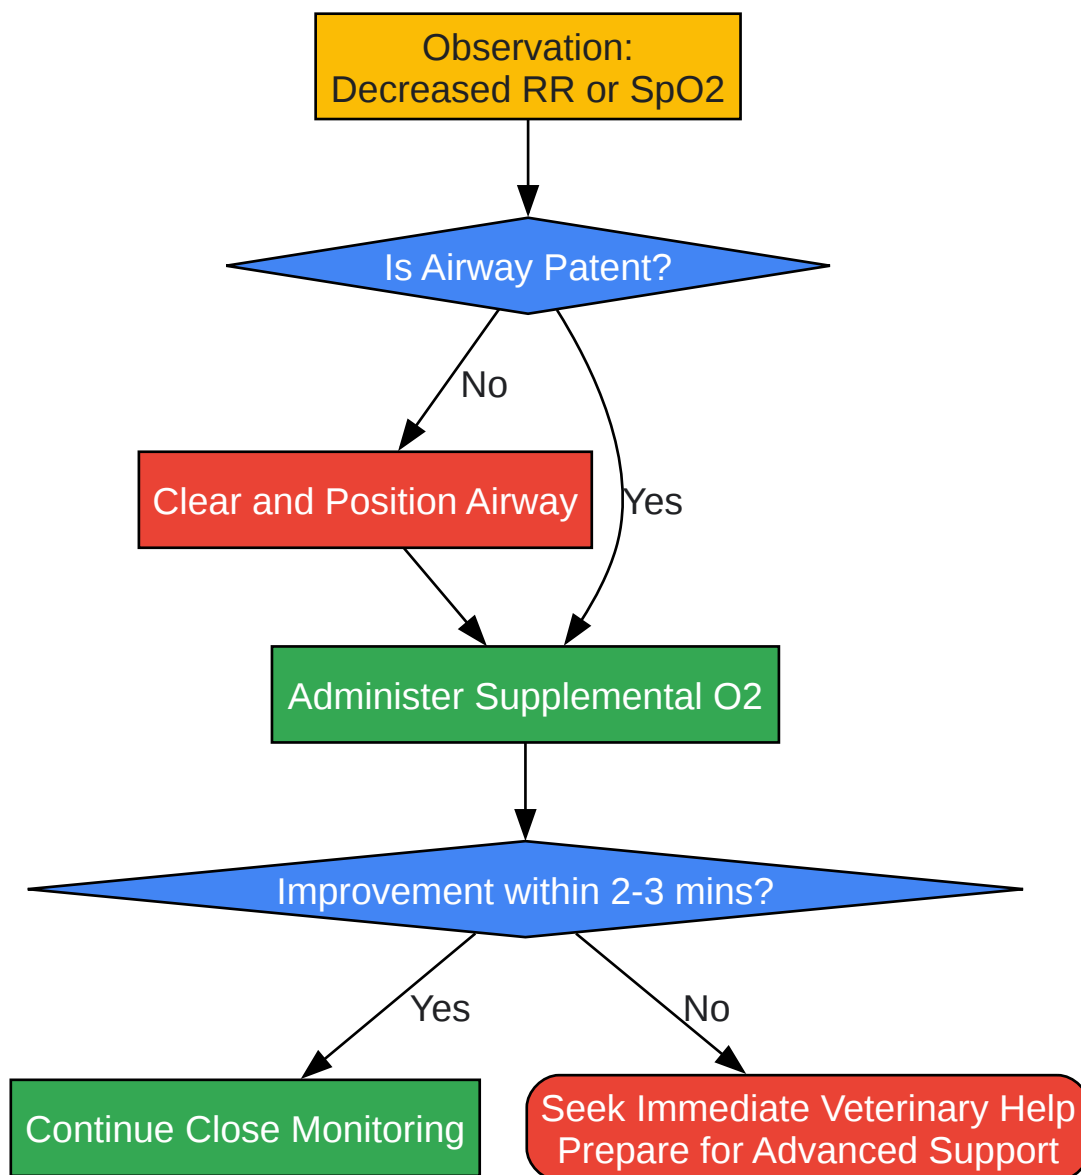 Observation:
Decreased RR or SpO2
Is Airway Patent?
No
Clear and Position Airway
Yes
Administer Supplemental O2
Improvement within 2-3 mins?
Yes
No
Continue Close Monitoring
Seek Immediate Veterinary Help
Prepare for Advanced Support